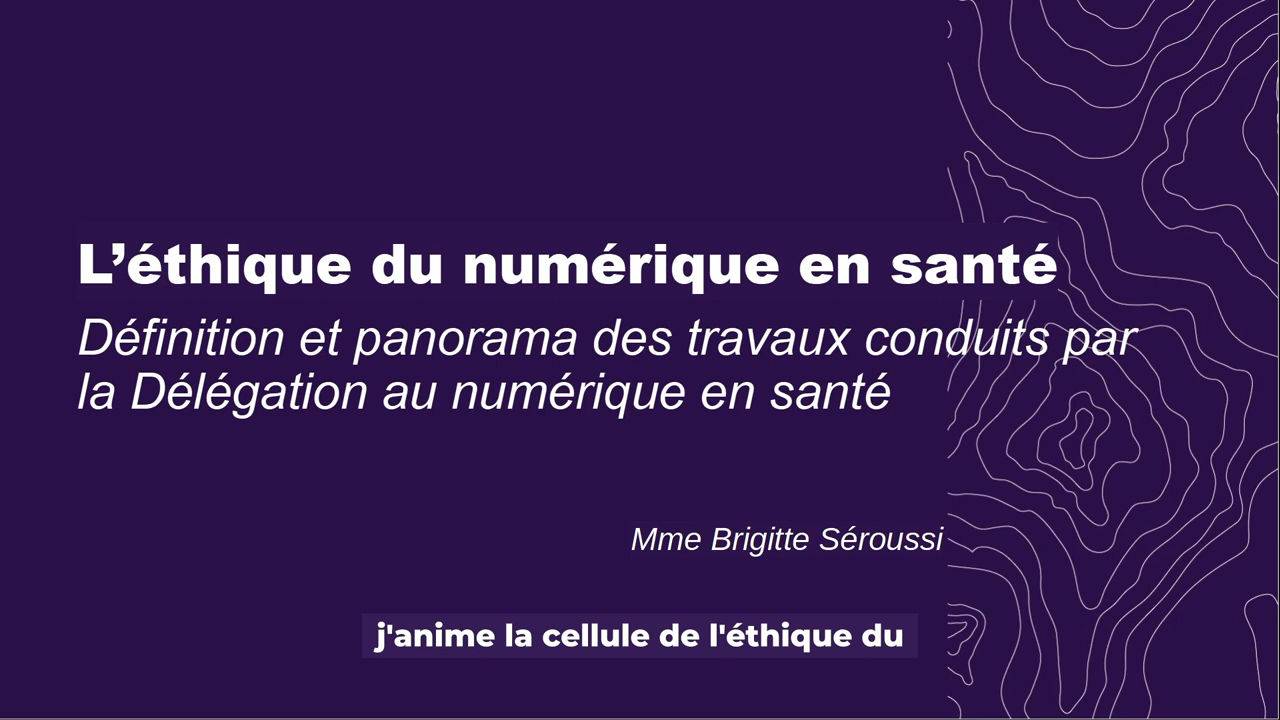 L’éthique du numérique en santé
Définition et panorama des travaux conduits par
la Délégation au numérique en santé
Mme Brigitte Séroussi
j'anime la cellule de l'éthique du